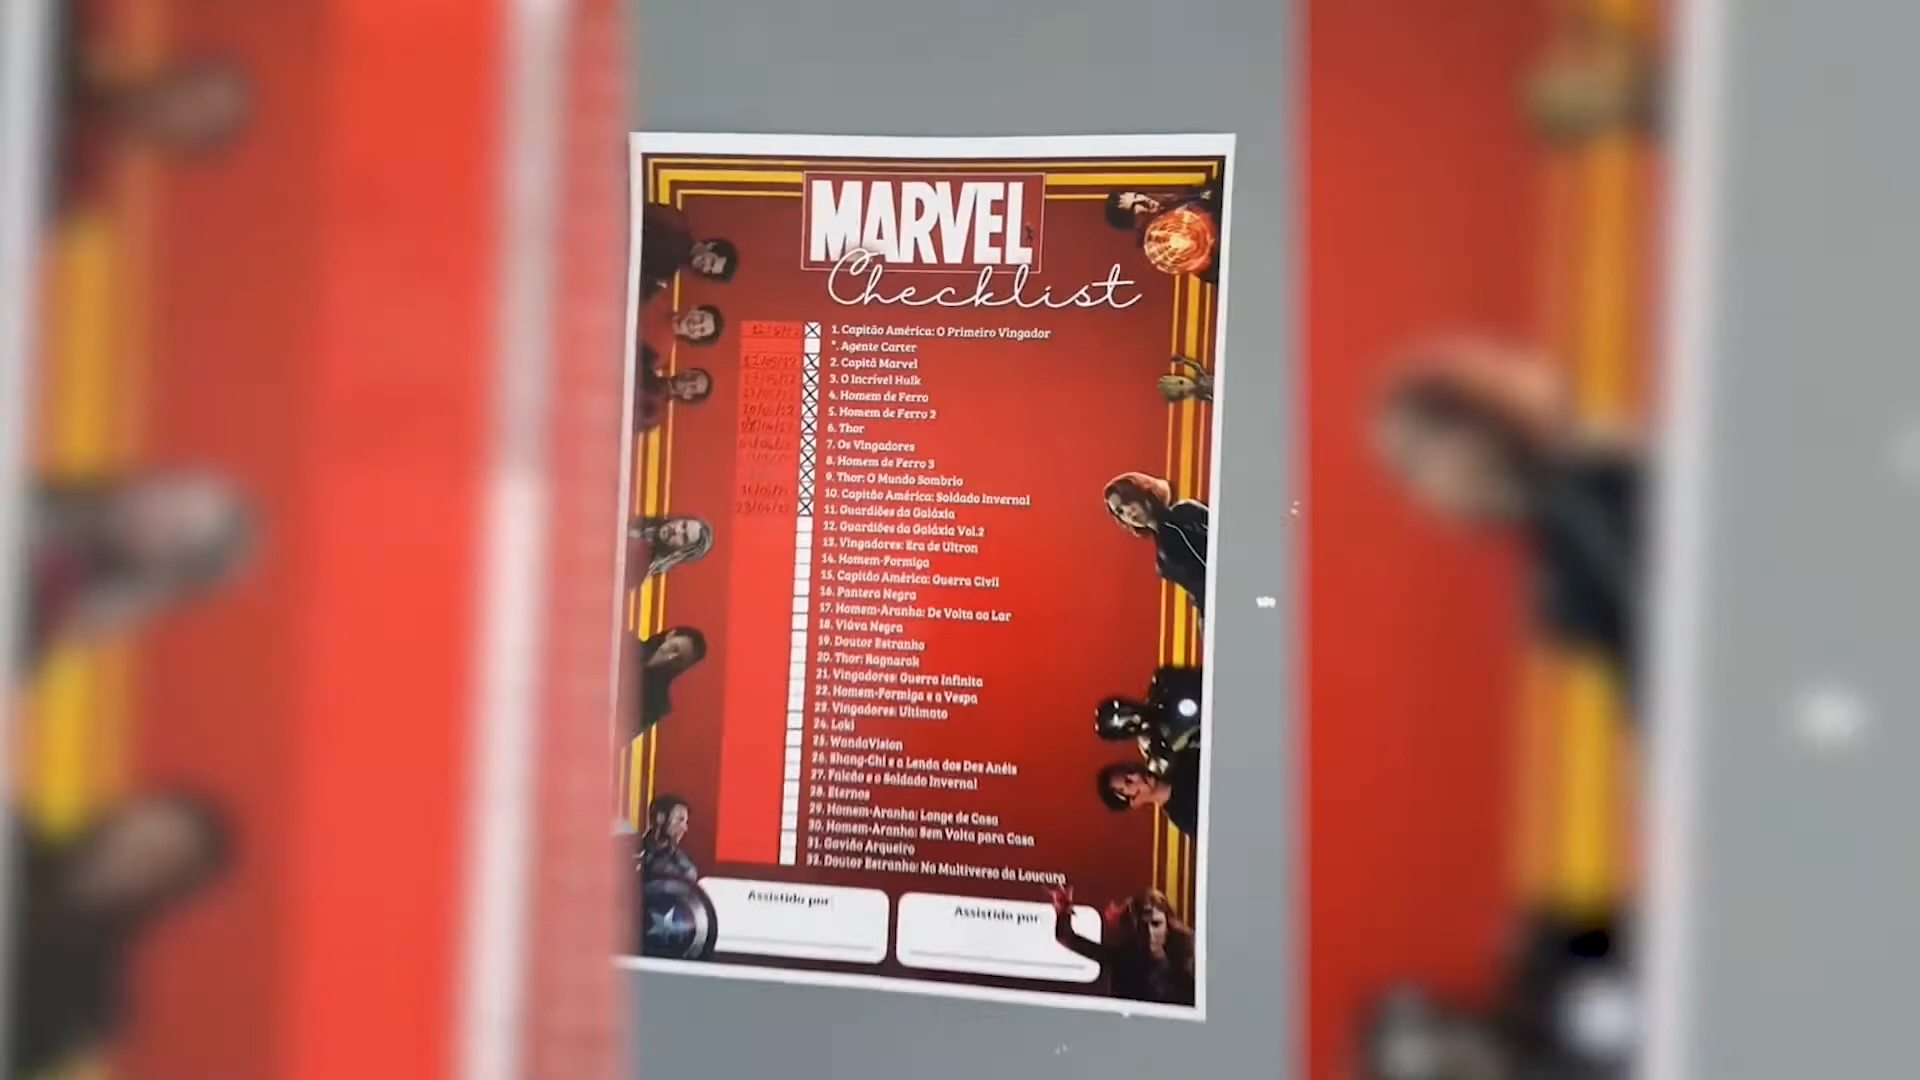 MARVEL
Checklist
1. Capitão América: O Primeiro Vingador
*. Agente Carter
2. Capitã Marvel
3. O Incrível Hulk
4. Homem de Ferro
5. Homem de Ferro 2
6. Thor
7. Os Vingadores
8. Homem de Ferro 3
9. Thor: O Mundo Sombrio
10. Capitão América: Soldado Invernal
11. Guardiões da Galáxia
12. Guardiões da Galáxia Vol.2
13. Vingadores: Era de Ultron
14. Homem-Formiga
15. Capitão América: Guerra Civil
16. Pantera Negra
17. Homem-Aranha: De Volta ao Lar
18. Viúva Negra
19. Doutor Estranho
20. Thor: Ragnarok
21. Vingadores: Guerra Infinita
22. Homem-Formiga e a Vespa
23. Vingadores: Ultimato
24. Loki
25. WandaVision
26. Shang-Chi e a Lenda dos Dez Anéis
27. Falcão e o Soldado Invernal
28. Eternos
29. Homem-Aranha: Longe de Casa
30. Homem-Aranha: Sem Volta para Casa
31. Gavião Arqueiro
32. Doutor Estranho: No Multiverso da Loucura
Assistido por
Assistido por